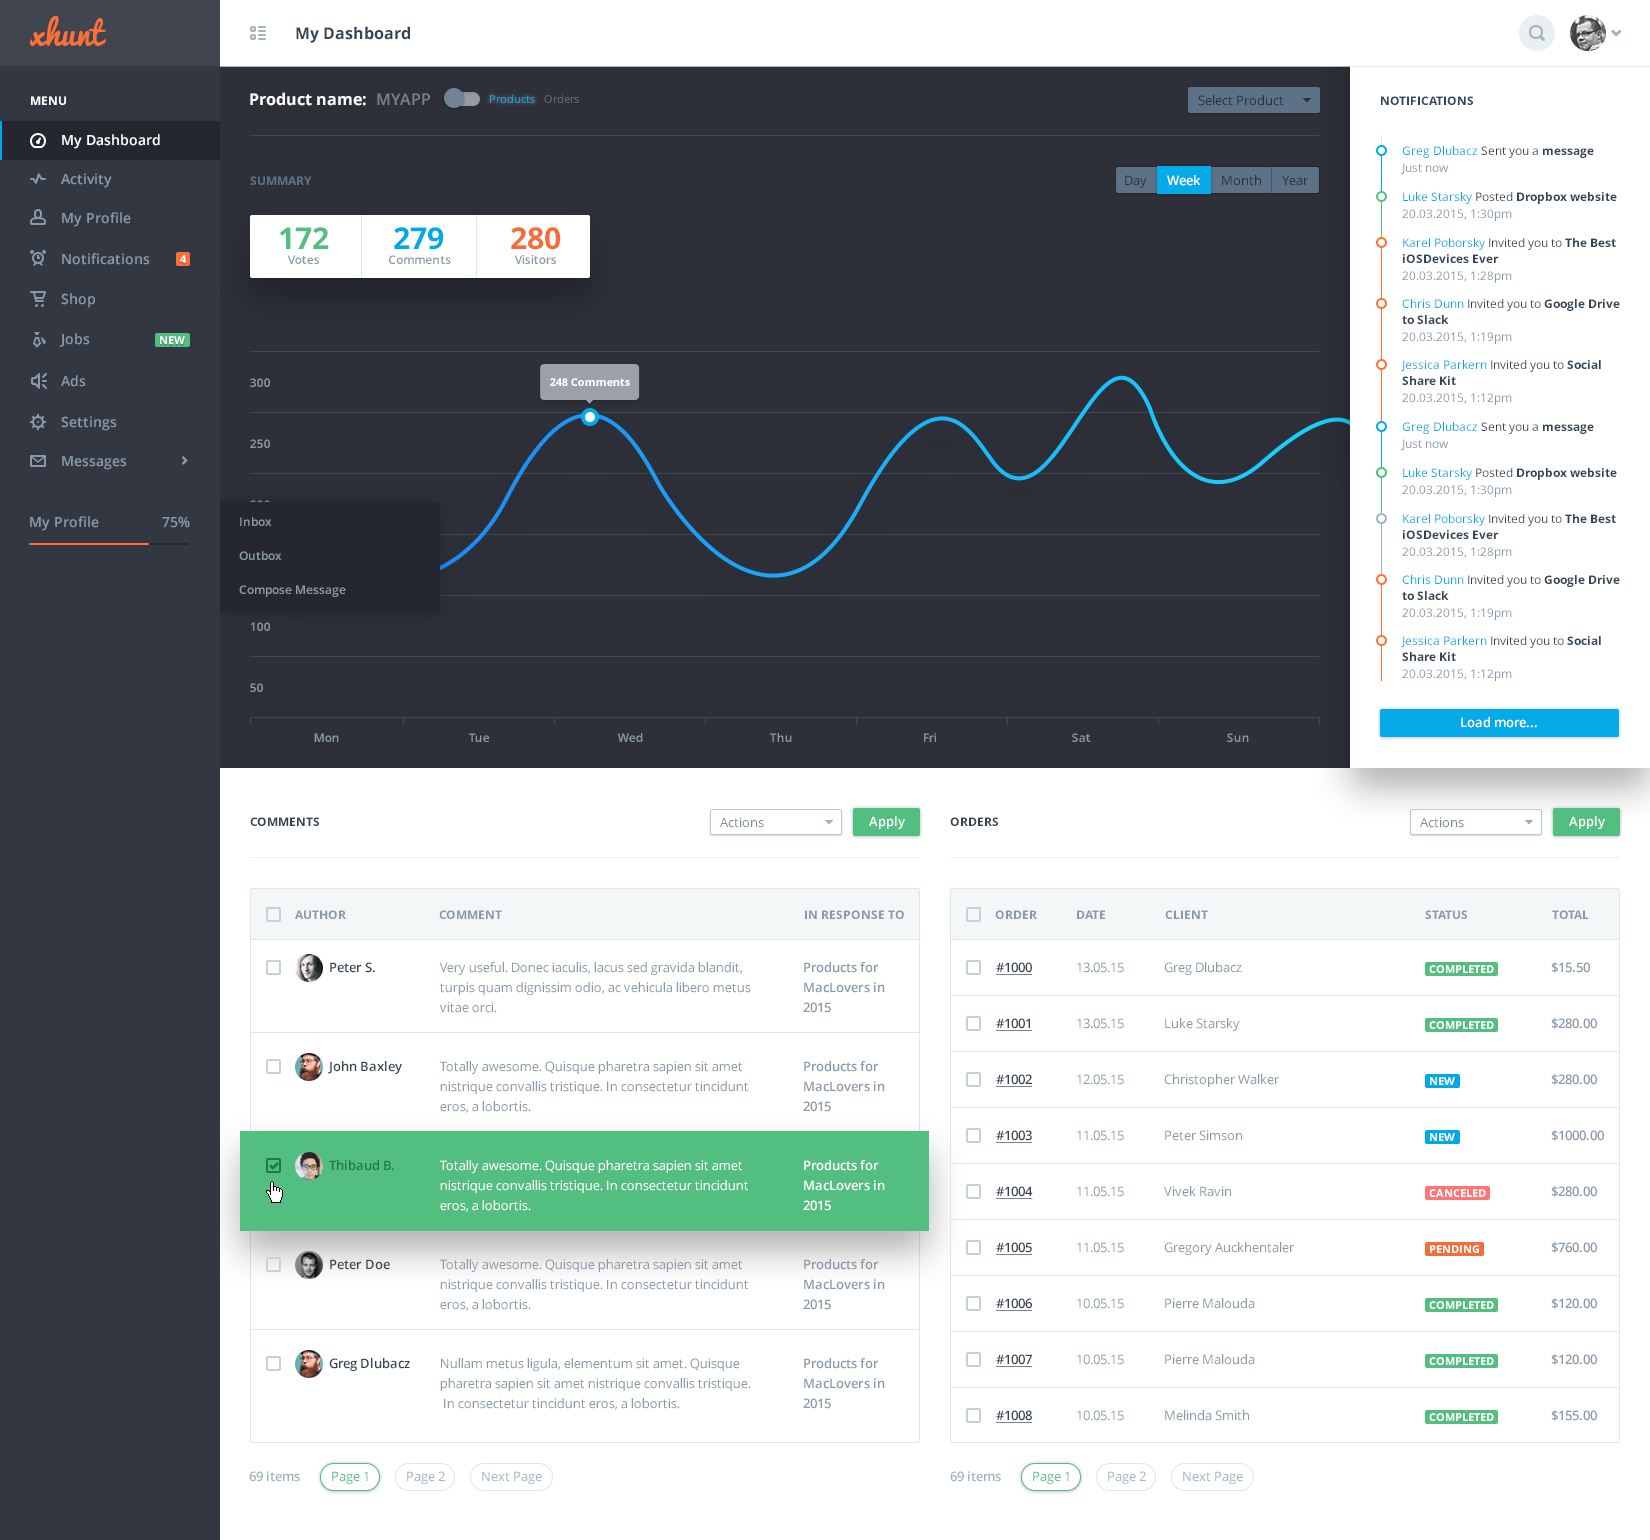 xhunt
My Dashboard
MENU
My Dashboard
Activity
My Profile
Notifications 4
Shop
Jobs NEW
Ads
Settings
Messages
My Profile 75%
Inbox
Outbox
Compose Message
Product name: MYAPP Products Orders Select Product
SUMMARY Day Week Month Year
172 279 280
Votes Comments Visitors
300
248 Comments
250
100
50
Mon Tue Wed Thu Fri Sat Sun
NOTIFICATIONS
Greg Dlubacz Sent you a message
Just now
Luke Starsky Posted Dropbox website
20.03.2015, 1:30pm
Karel Poborsky Invited you to The Best
iOSDevices Ever
20.03.2015, 1:28pm
Chris Dunn Invited you to Google Drive
to Slack
20.03.2015, 1:19pm
Jessica Parkern Invited you to Social
Share Kit
20.03.2015, 1:12pm
Greg Dlubacz Sent you a message
Just now
Luke Starsky Posted Dropbox website
20.03.2015, 1:30pm
Karel Poborsky Invited you to The Best
iOSDevices Ever
20.03.2015, 1:28pm
Chris Dunn Invited you to Google Drive
to Slack
20.03.2015, 1:19pm
Jessica Parkern Invited you to Social
Share Kit
20.03.2015, 1:12pm
Load more...
COMMENTS Actions Apply
AUTHOR COMMENT IN RESPONSE TO
Peter S. Very useful. Donec iaculis, lacus sed gravida blandit, Products for
turpis quam dignissim odio, ac vehicula libero metus MacLovers in
vitae orci. 2015
John Baxley Totally awesome. Quisque pharetra sapien sit amet Products for
nistrique convallis tristique. In consectetur tincidunt MacLovers in
eros, a lobortis. 2015
Thibaud B. Totally awesome. Quisque pharetra sapien sit amet Products for
nistrique convallis tristique. In consectetur tincidunt MacLovers in
eros, a lobortis. 2015
Peter Doe Totally awesome. Quisque pharetra sapien sit amet Products for
nistrique convallis tristique. In consectetur tincidunt MacLovers in
eros, a lobortis. 2015
Greg Dlubacz Nullam metus ligula, elementum sit amet. Quisque Products for
pharetra sapien sit amet nistrique convallis tristique. MacLovers in
In consectetur tincidunt eros, a lobortis. 2015
69 items Page 1 Page 2 Next Page
ORDERS Actions Apply
ORDER DATE CLIENT STATUS TOTAL
#1000 13.05.15 Greg Dlubacz COMPLETED $15.50
#1001 13.05.15 Luke Starsky COMPLETED $280.00
#1002 12.05.15 Christopher Walker NEW $280.00
#1003 11.05.15 Peter Simson NEW $1000.00
#1004 11.05.15 Vivek Ravin CANCELED $280.00
#1005 11.05.15 Gregory Auckhentaler PENDING $760.00
#1006 10.05.15 Pierre Malouda COMPLETED $120.00
#1007 10.05.15 Pierre Malouda COMPLETED $120.00
#1008 10.05.15 Melinda Smith COMPLETED $155.00
69 items Page 1 Page 2 Next Page